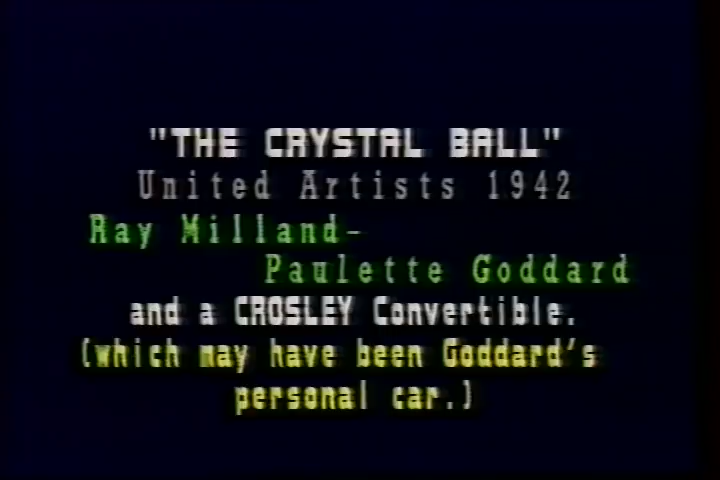 "THE CRYSTAL BALL"
United Artists 1942
Ray Milland-
Paulette Goddard
and a CROSLEY Convertible.
(which may have been Goddard's
personal car.)